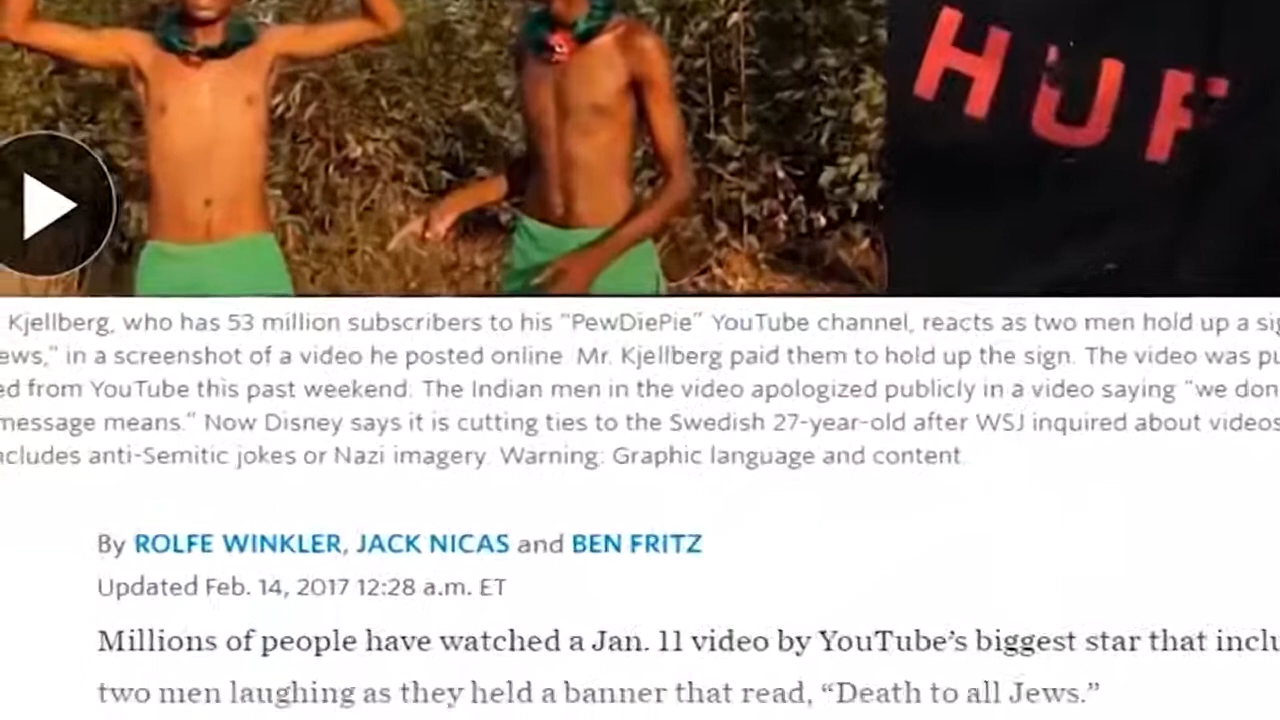 HUF
Kjellberg, who has 53 million subscribers to his “PewDiePie” YouTube channel, reacts as two men hold up a
ews,” in a screenshot of a video he posted online. Mr. Kjellberg paid them to hold up the sign. The video was
ed from YouTube this past weekend. The Indian men in the video apologized publicly in a video saying “we don
message means.” Now Disney says it is cutting ties to the Swedish 27-year-old after WSJ inquired about videos
ncludes anti-Semitic jokes or Nazi imagery. Warning: Graphic language and content.
By ROLFE WINKLER, JACK NICAS and BEN FRITZ
Updated Feb. 14, 2017 12:28 a.m. ET
Millions of people have watched a Jan. 11 video by YouTube’s biggest star that inclu
two men laughing as they held a banner that read, “Death to all Jews.”